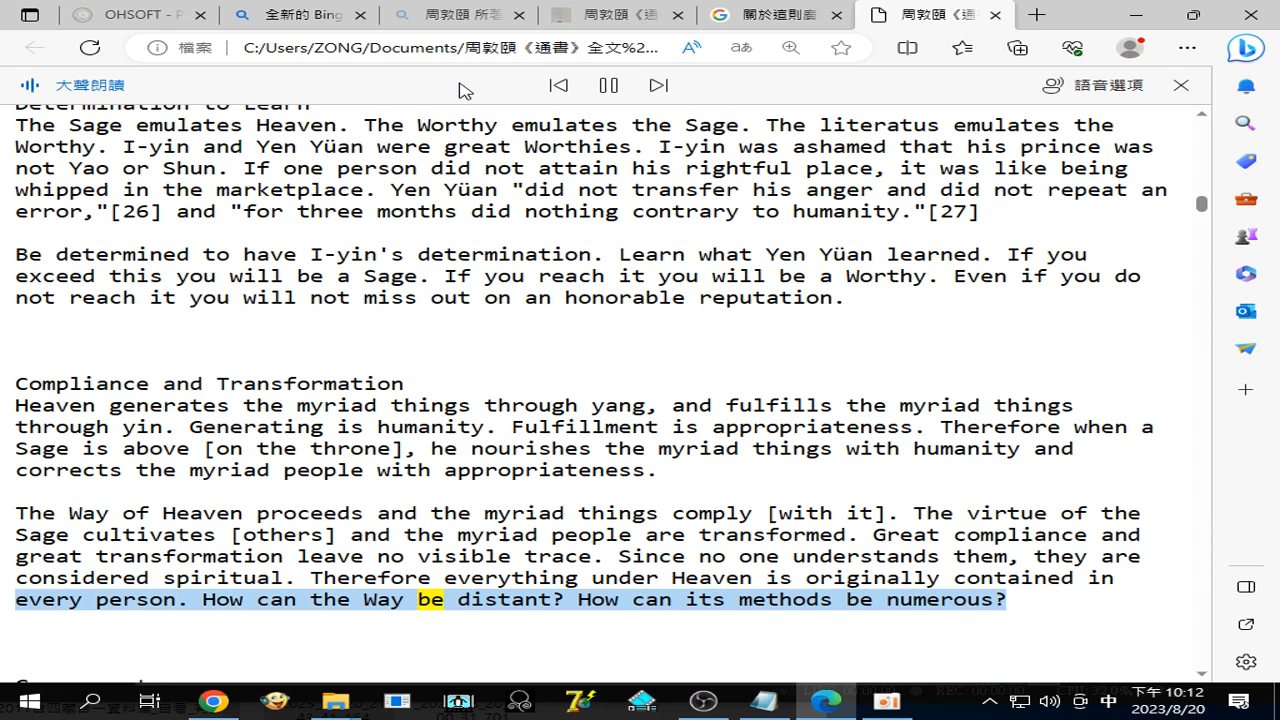 OHSOFT - P
全新的 Bing
周敦頤 所著
周敦頤《通
關於這則廳
周敦頤《通
檔案
C:/Users/ZONG/Documents/周敦頤《通書》全文%2...
大聲朗讀
語音選項
Determination to Learn
The Sage emulates Heaven. The Worthy emulates the Sage. The literatus emulates the
Worthy. I-yin and Yen Yüan were great Worthies. I-yin was ashamed that his prince was
not Yao or Shun. If one person did not attain his rightful place, it was like being
whipped in the marketplace. Yen Yüan "did not transfer his anger and did not repeat an
error,"[26] and "for three months did nothing contrary to humanity."[27]
Be determined to have I-yin's determination. Learn what Yen Yüan learned. If you
exceed this you will be a Sage. If you reach it you will be a Worthy. Even if you do
not reach it you will not miss out on an honorable reputation.
Compliance and Transformation
Heaven generates the myriad things through yang, and fulfills the myriad things
through yin. Generating is humanity. Fulfillment is appropriateness. Therefore when a
Sage is above [on the throne], he nourishes the myriad things with humanity and
corrects the myriad people with appropriateness.
The Way of Heaven proceeds and the myriad things comply [with it]. The virtue of the
Sage cultivates [others] and the myriad people are transformed. Great compliance and
great transformation leave no visible trace. Since no one understands them, they are
considered spiritual. Therefore everything under Heaven is originally contained in
every person. How can the Way be distant? How can its methods be numerous?
中
下午 10:12
2023/8/20